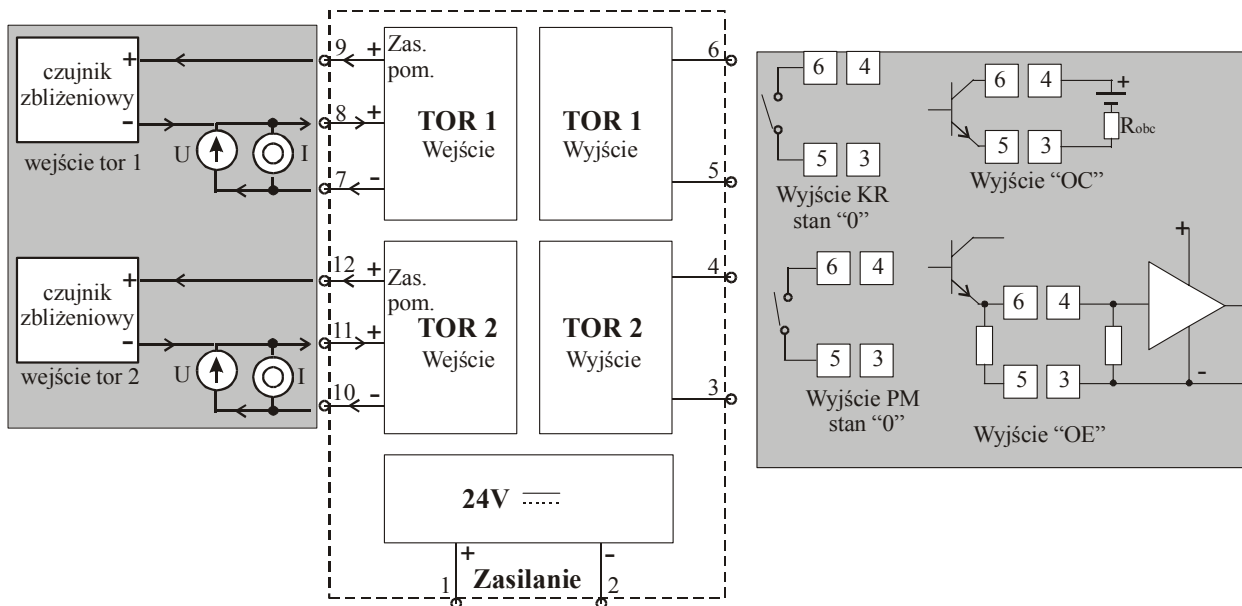 +
czujnik
zbliżeniowy
-
wejście tor 1
U
I
9
+
Zas.
pom.
8
+
TOR 1
Wejście
7
-
6
TOR 1
Wyjście
5
+
czujnik
zbliżeniowy
-
wejście tor 2
U
I
12
+
Zas.
pom.
11
+
TOR 2
Wejście
10
-
4
TOR 2
Wyjście
3
24V
+
-
1
Zasilanie
2
6 4
5 3
Wyjście KR
stan “0”
6 4
+
Robc
5 3
Wyjście “OC”
6 4
5 3
Wyjście PM
stan “0”
+
6 4
5 3
-
Wyjście “OE”